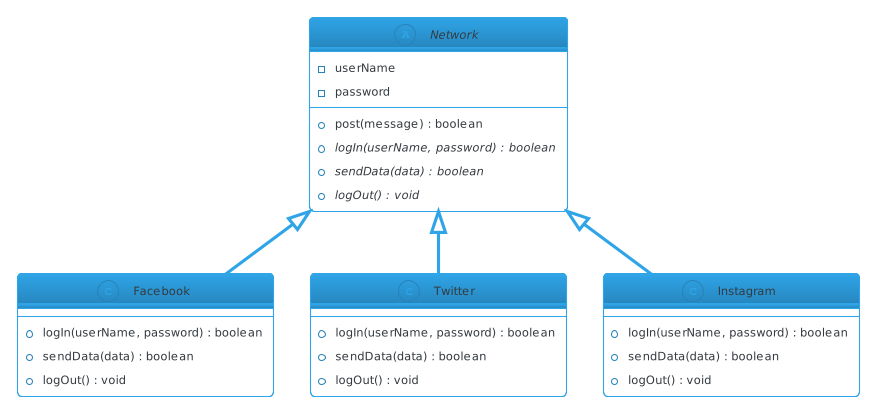 A Network
userName
password
post(message) : boolean
logIn(userName, password) : boolean
sendData(data) : boolean
logOut() : void
C Facebook
logIn(userName, password) : boolean
sendData(data) : boolean
logOut() : void
C Twitter
logIn(userName, password) : boolean
sendData(data) : boolean
logOut() : void
C Instagram
logIn(userName, password) : boolean
sendData(data) : boolean
logOut() : void